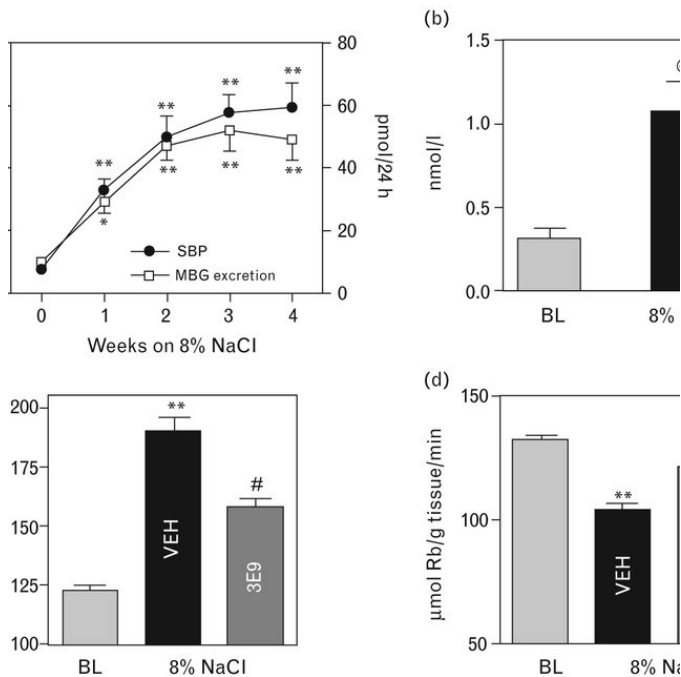 (b)
80
60
40
20
0
pmol/24 h
**
**
**
**
**
**
**
*
SBP
MBG excretion
0 1 2 3 4
Weeks on 8% NaCl
1.5
1.0
0.5
0.0
nmol/l
BL 8%
200
175
150
125
100
**
#
VEH
3E9
BL 8% NaCl
(d)
150
100
50
μmol Rb/g tissue/min
**
VEH
BL